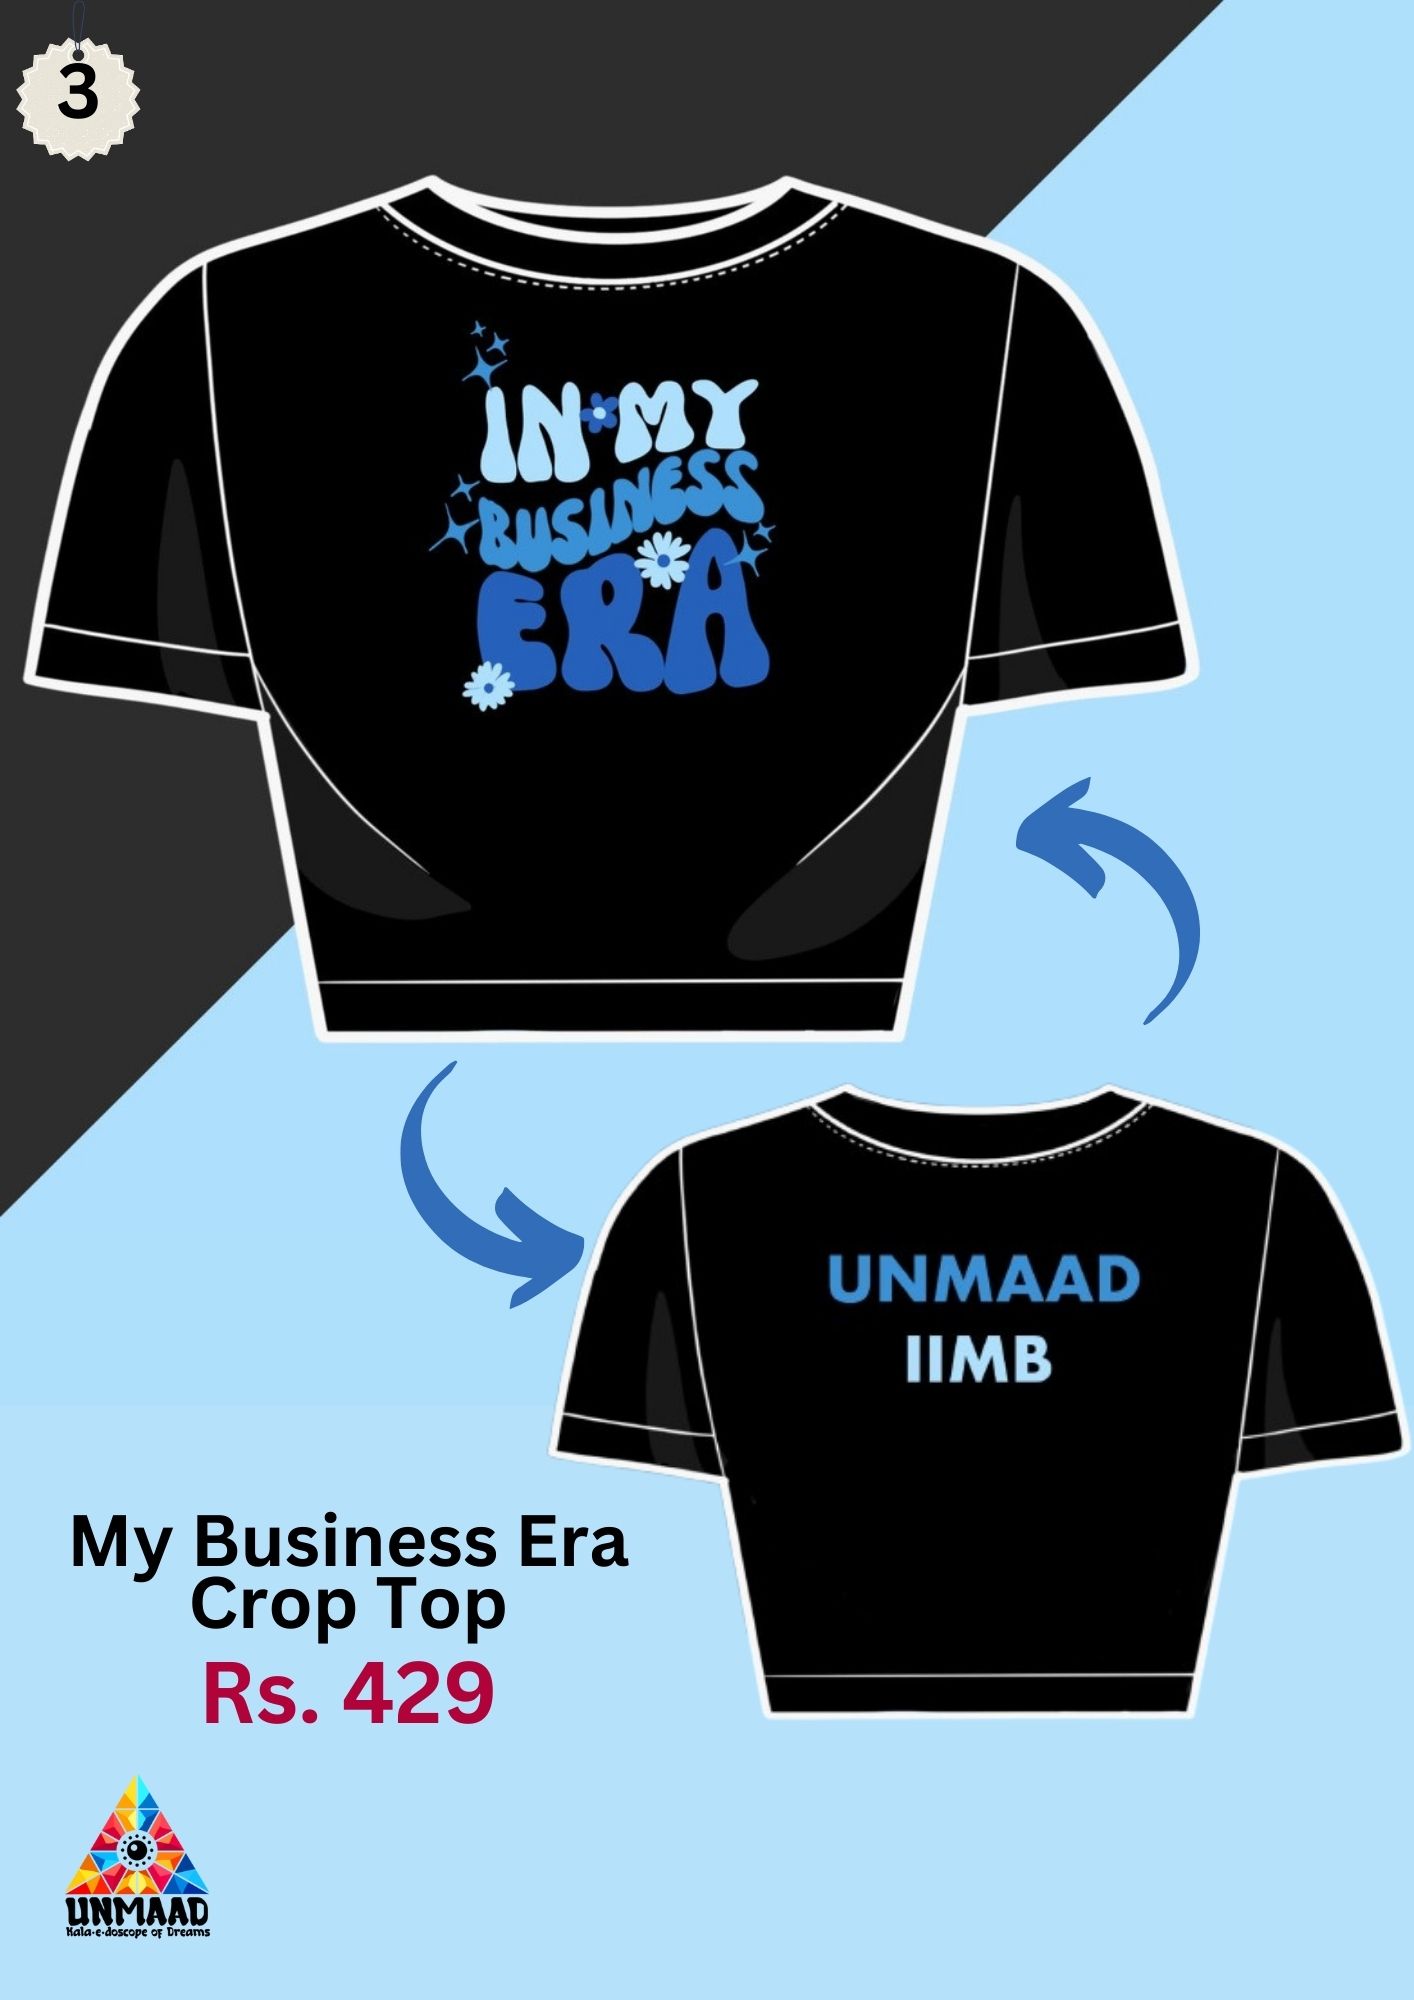 3
IN MY
BUSINESS
ERA
UNMAAD
IIMB
My Business Era
Crop Top
Rs. 429
UNMAAD
Kala-e-doscope of Dreams